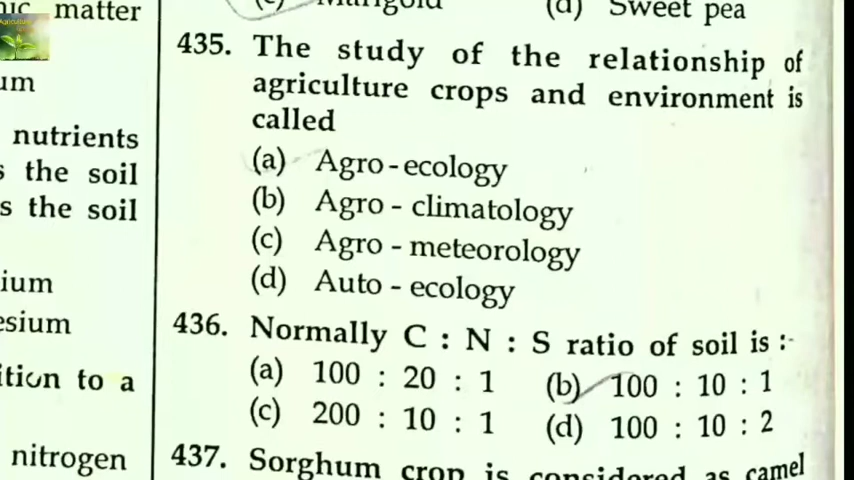 matter
um
nutrients
the soil
s the soil
ium
esium
ition to a
nitrogen
(d) Sweet pea
435. The study of the relationship of
agriculture crops and environment is
called
(a) Agro - ecology
(b) Agro - climatology
(c) Agro - meteorology
(d) Auto - ecology
436. Normally C : N : S ratio of soil is :-
(a) 100 : 20 : 1 (b) 100 : 10 : 1
(c) 200 : 10 : 1 (d) 100 : 10 : 2
437. Sorghum crop is considered as camel